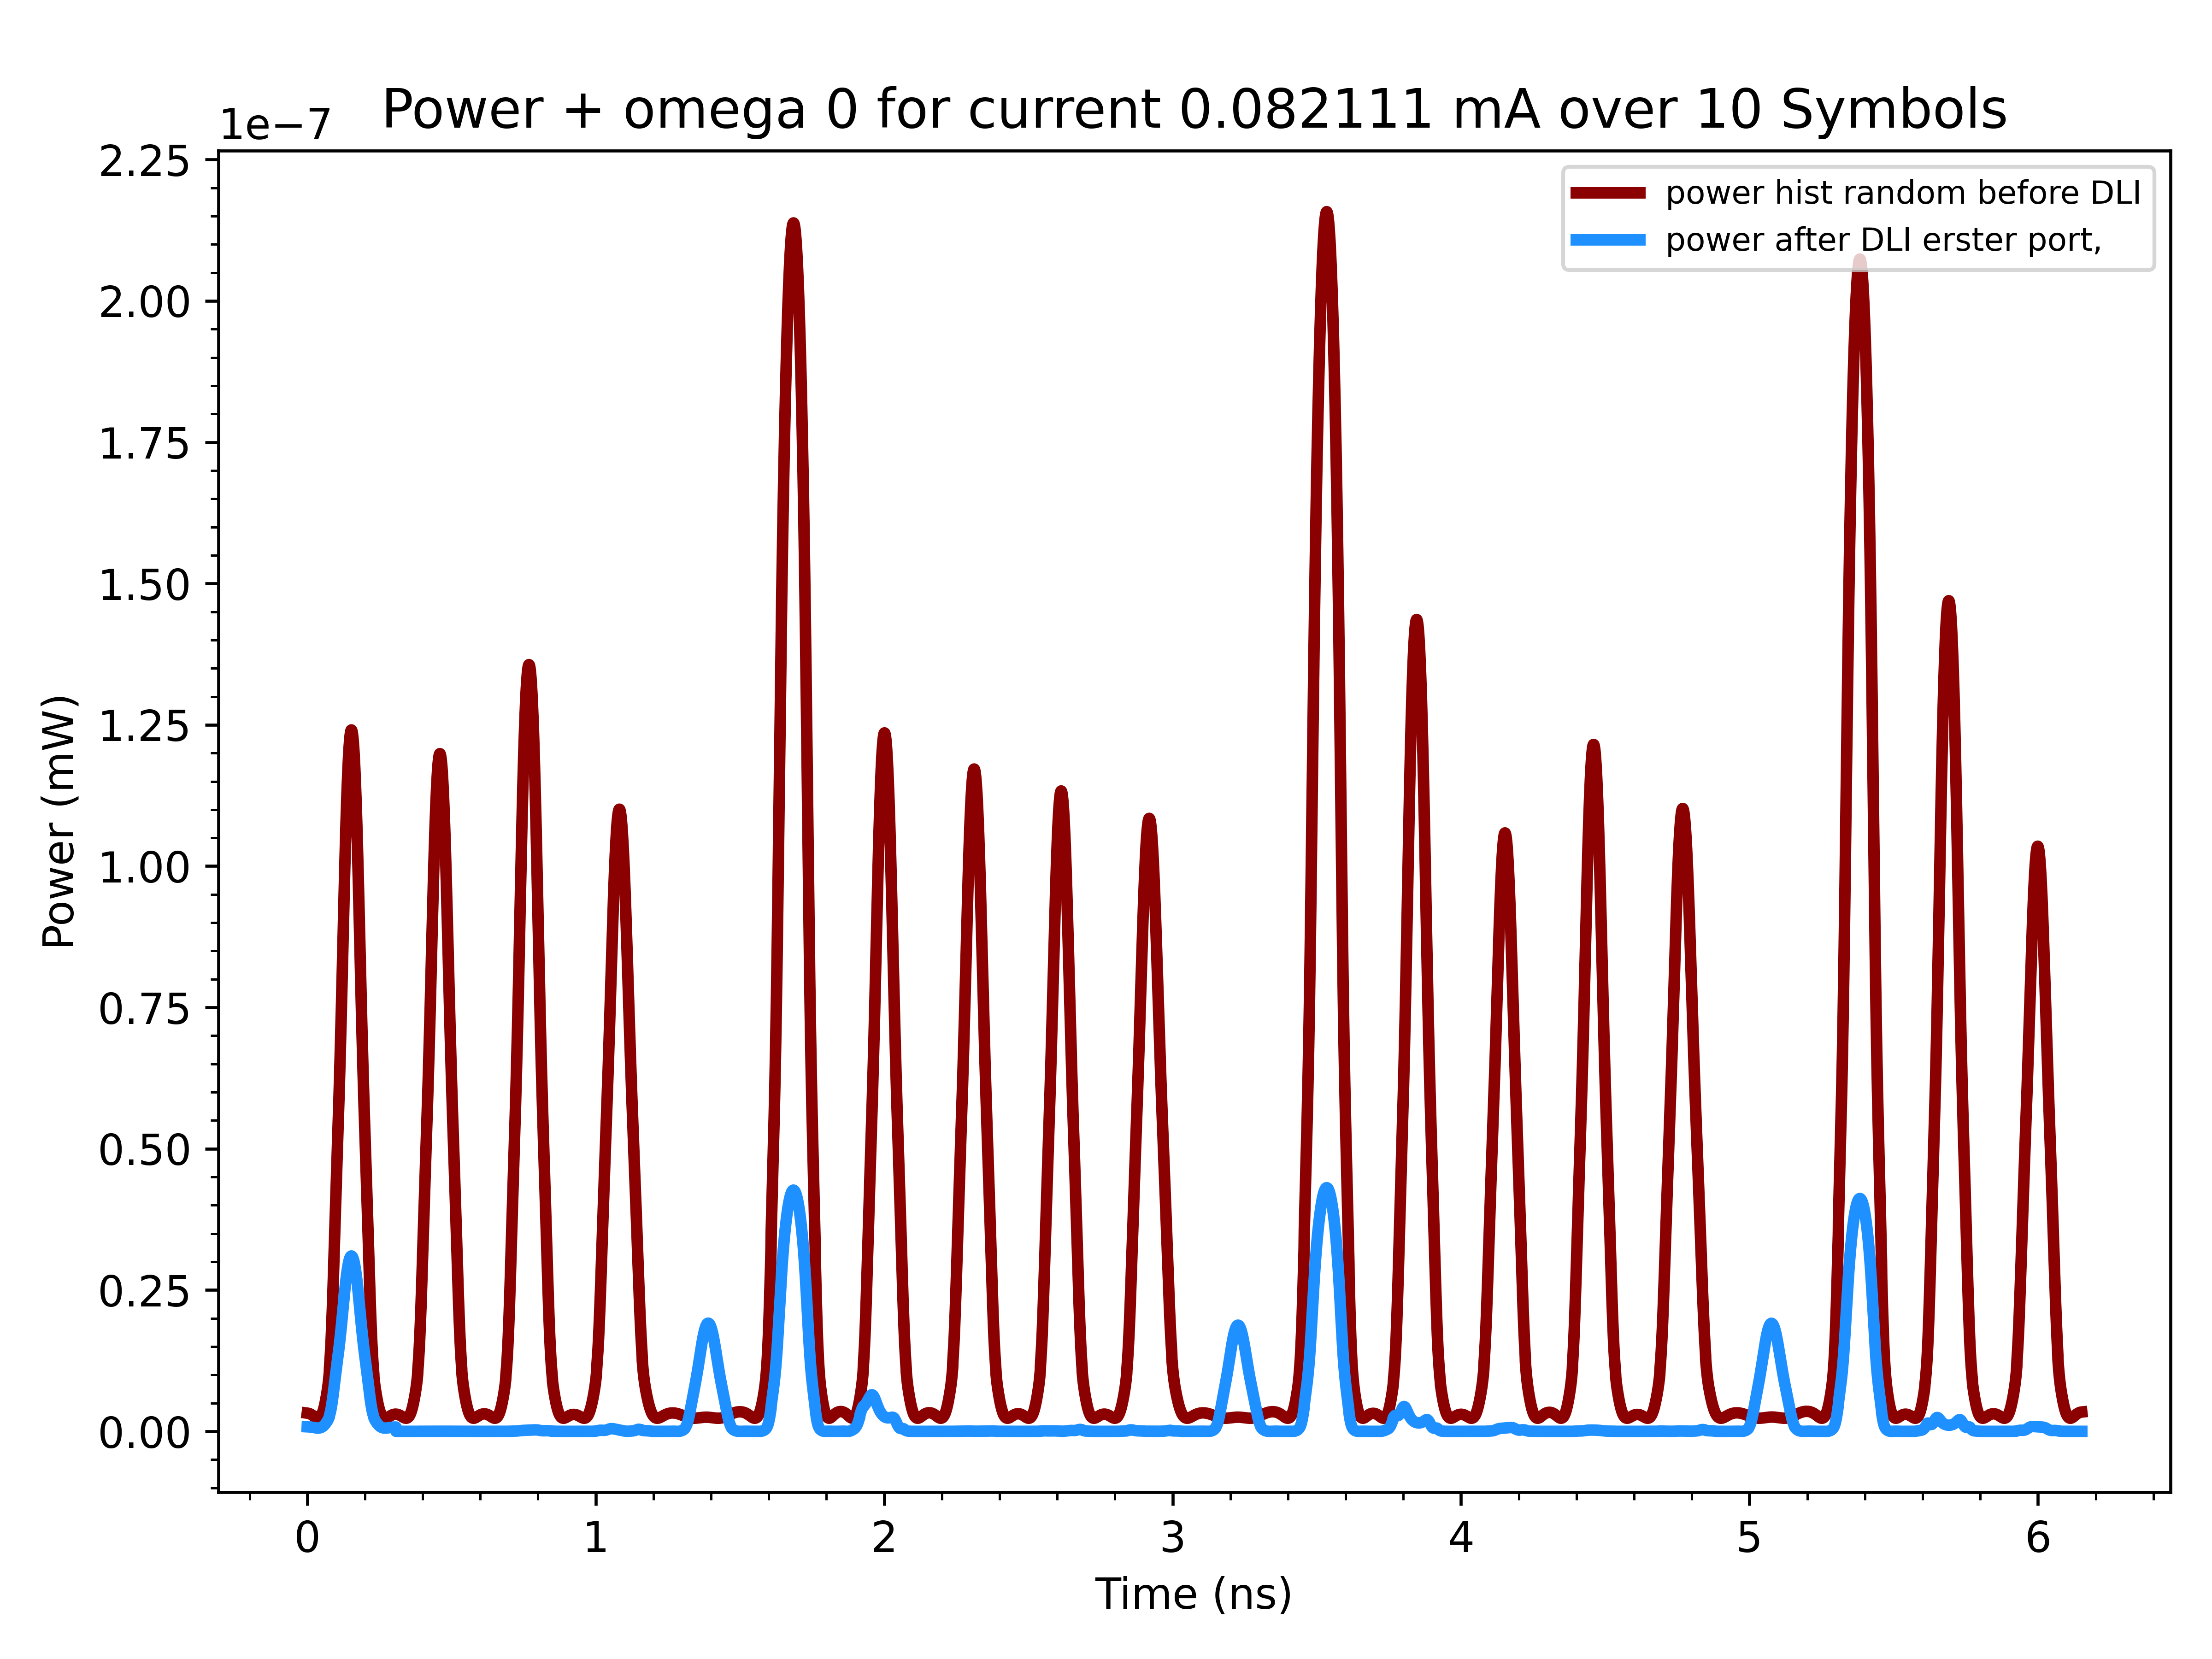 Power + omega 0 for current 0.082111 mA over 10 Symbols
1e−7
power hist random before DLI
power after DLI erster port,
2.25
2.00
1.75
1.50
1.25
1.00
0.75
0.50
0.25
0.00
Power (mW)
0 1 2 3 4 5 6
Time (ns)